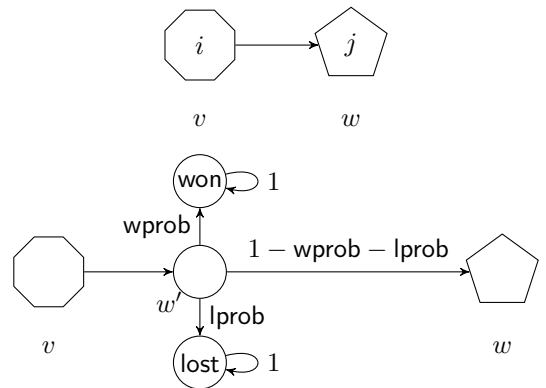 i j
v w
won 1
wprob
1 − wprob − lprob
w′
lprob
v w
lost 1